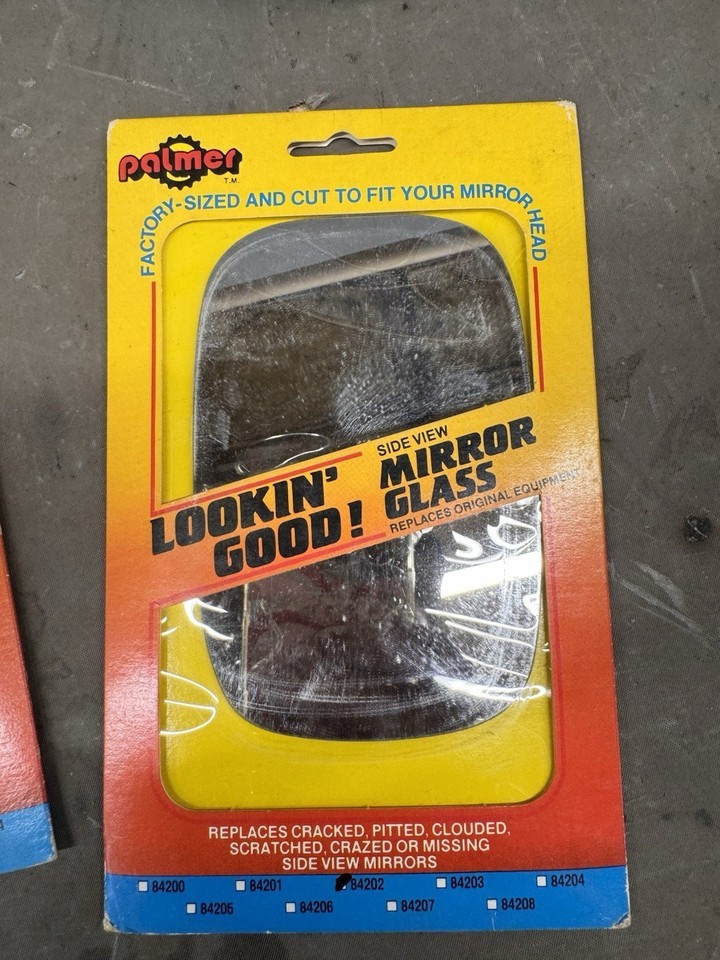 palmer
T.M.
FACTORY-SIZED AND CUT TO FIT YOUR MIRROR HEAD
LOOKIN'
GOOD!
SIDE VIEW
MIRROR
GLASS
REPLACES ORIGINAL EQUIPMENT
REPLACES CRACKED, PITTED, CLOUDED,
SCRATCHED, CRAZED OR MISSING
SIDE VIEW MIRRORS
84200 84201 84202 84203 84204
84205 84206 84207 84208